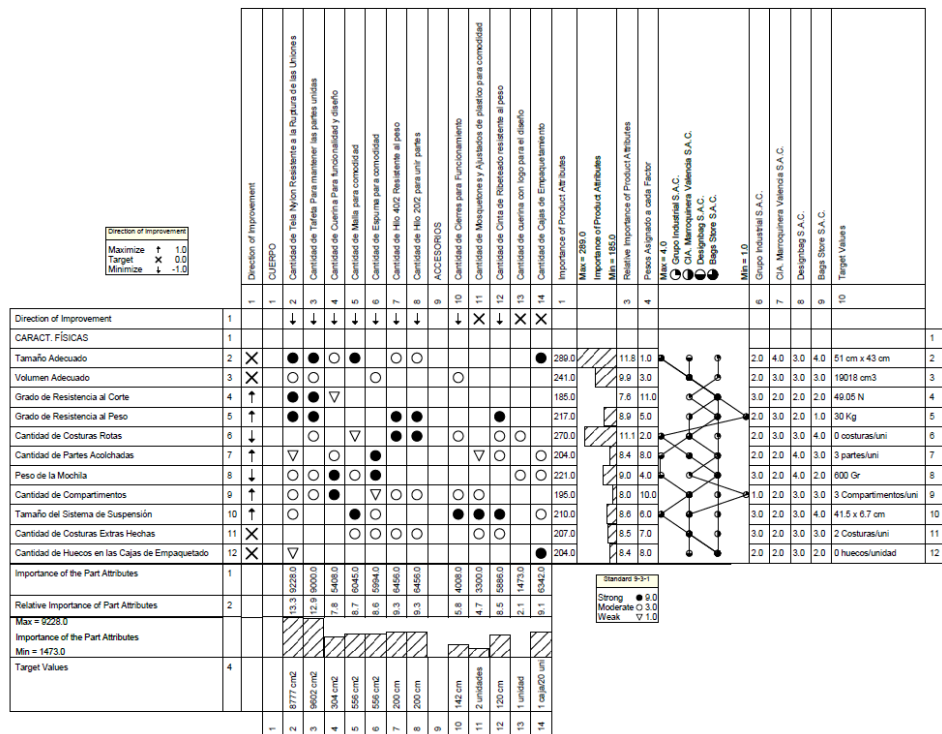 Direction of Improvement
Maximize ↑ 1.0
Target ✕ 0.0
Minimize ↓ -1.0
Direction of Improvement
CUERPO
Cantidad de Tela Nylon Resistente a la Ruptura de las Uniones
Cantidad de Tafeta Para mantener las partes unidas
Cantidad de Cuerina Para funcionalidad y diseño
Cantidad de Malla para comodidad
Cantidad de Espuma para comodidad
Cantidad de Hilo 40/2 Resistente al peso
Cantidad de Hilo 20/2 para unir partes
ACCESORIOS
Cantidad de Cierres para Funcionamiento
Cantidad de Mosquetones y Ajustados de plastico para comodidad
Cantidad de Cinta de Ribeteado resistente al peso
Cantidad de cuerina con logo para el diseño
Cantidad de Cajas de Empaquetamiento
Importance of Product Attributes
Max = 289.0
Importance of Product Attributes
Min = 185.0
Relative Importance of Product Attributes
Pesos Asignado a cada Factor
Max = 4.0
Grupo Industrial S.A.C.
CIA. Marroquinera Valencia S.A.C.
Designbag S.A.C.
Bags Store S.A.C.
Min = 1.0
Grupo Industrial S.A.C.
CIA. Marroquinera Valencia S.A.C.
Designbag S.A.C.
Bags Store S.A.C.
Target Values
1 1 2 3 4 5 6 7 8 9 10 11 12 13 14 1 3 4 6 7 8 9 10
Direction of Improvement 1 ↓ ↓ ↓ ↓ ↓ ↓ ↓ ↓ ✕ ↓ ✕ ✕
CARACT. FÍSICAS 1 1
Tamaño Adecuado 2 ✕ 289.0 11.8 1.0 2.0 4.0 3.0 4.0 51 cm x 43 cm 2
Volumen Adecuado 3 ✕ 241.0 9.9 3.0 2.0 3.0 3.0 3.0 19018 cm3 3
Grado de Resistencia al Corte 4 ↑ 185.0 7.6 11.0 3.0 2.0 2.0 2.0 49.05 N 4
Grado de Resistencia al Peso 5 ↑ 217.0 8.9 5.0 2.0 3.0 2.0 1.0 30 Kg 5
Cantidad de Costuras Rotas 6 ↓ 270.0 11.1 2.0 3.0 2.0 3.0 4.0 0 costuras/uni 6
Cantidad de Partes Acolchadas 7 ↑ 204.0 8.4 8.0 2.0 3.0 2.0 4.0 3 partes/uni 7
Peso de la Mochila 8 ↓ 221.0 9.0 4.0 3.0 2.0 4.0 2.0 600 Gr 8
Cantidad de Compartimentos 9 ↑ 195.0 8.0 10.0 1.0 2.0 3.0 3.0 3 Compartimentos/uni 9
Tamaño del Sistema de Suspensión 10 ↑ 210.0 8.6 6.0 3.0 2.0 2.0 4.0 41.5 x 6.7 cm 10
Cantidad de Costuras Extras Hechas 11 ✕ 207.0 8.5 7.0 3.0 3.0 3.0 2.0 2 Costuras/uni 11
Cantidad de Huecos en las Cajas de Empaquetado 12 ✕ 204.0 8.4 8.0 2.0 2.0 3.0 2.0 0 huecos/unidad 12
Importance of the Part Attributes 1 9228.0 9000.0 5408.0 6045.0 5994.0 6456.0 6456.0 4008.0 3300.0 5886.0 1473.0 6342.0
Relative Importance of Part Attributes 2 13.3 12.9 7.8 8.7 8.6 9.3 9.3 5.8 4.7 8.5 2.1 9.1
Max = 9228.0
Importance of the Part Attributes
Min = 1473.0
Standard 9-3-1
Strong ● 9.0
Moderate ○ 3.0
Weak ▽ 1.0
Target Values 4 8777 cm2 9602 cm2 304 cm2 556 cm2 556 cm2 200 cm 200 cm 142 cm 2 unidades 120 cm 1 unidad 1 caja/20 uni
1 2 3 4 5 6 7 8 9 10 11 12 13 14